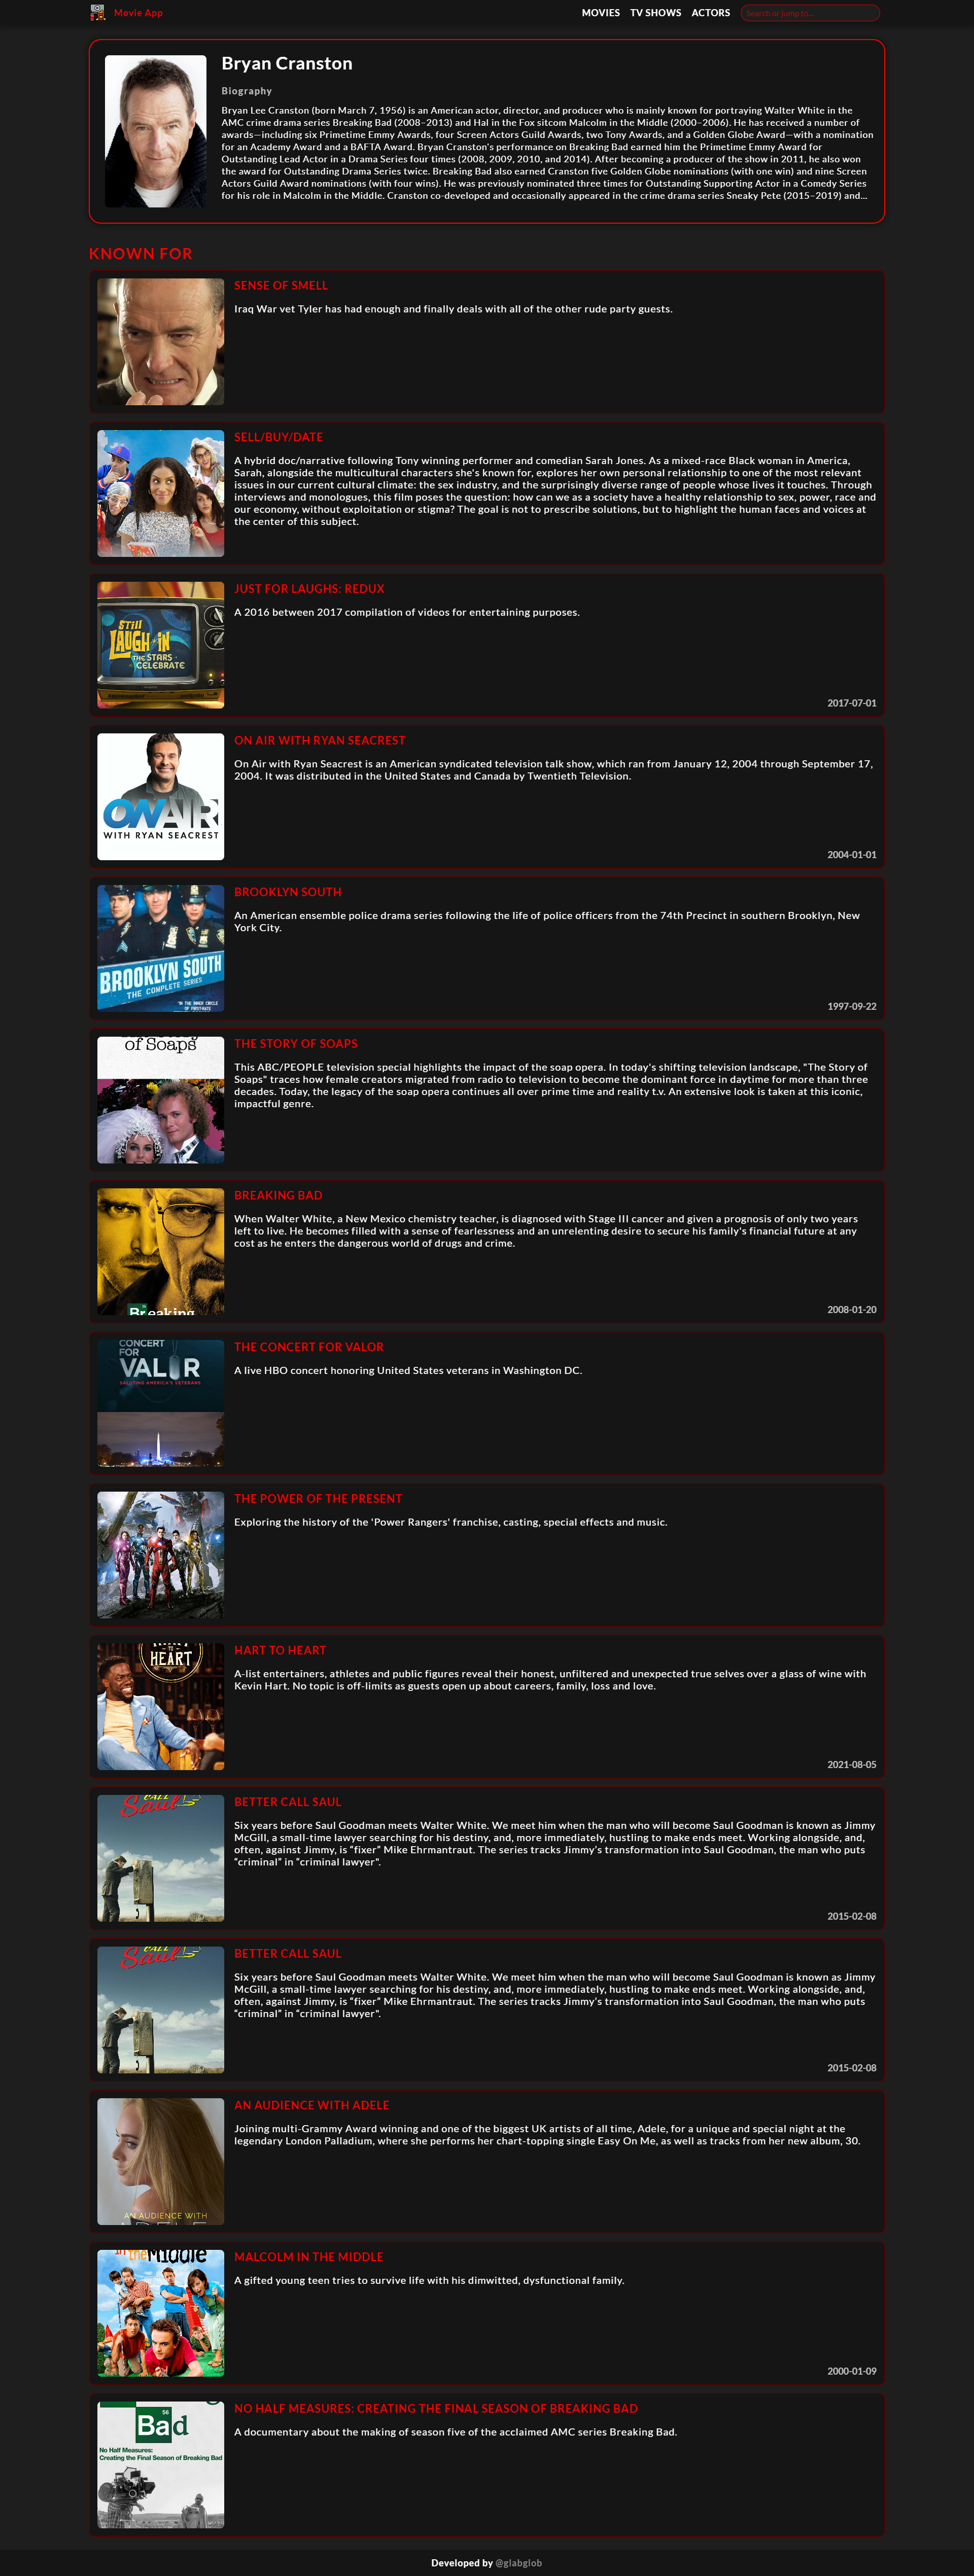 Movie App
MOVIES TV SHOWS ACTORS Search or jump to...
Bryan Cranston
Biography
Bryan Lee Cranston (born March 7, 1956) is an American actor, director, and producer who is mainly known for portraying Walter White in the
AMC crime drama series Breaking Bad (2008–2013) and Hal in the Fox sitcom Malcolm in the Middle (2000–2006). He has received a number of
awards—including six Primetime Emmy Awards, four Screen Actors Guild Awards, two Tony Awards, and a Golden Globe Award—with a nomination
for an Academy Award and a BAFTA Award. Bryan Cranston's performance on Breaking Bad earned him the Primetime Emmy Award for
Outstanding Lead Actor in a Drama Series four times (2008, 2009, 2010, and 2014). After becoming a producer of the show in 2011, he also won
the award for Outstanding Drama Series twice. Breaking Bad also earned Cranston five Golden Globe nominations (with one win) and nine Screen
Actors Guild Award nominations (with four wins). He was previously nominated three times for Outstanding Supporting Actor in a Comedy Series
for his role in Malcolm in the Middle. Cranston co-developed and occasionally appeared in the crime drama series Sneaky Pete (2015–2019) and...
KNOWN FOR
SENSE OF SMELL
Iraq War vet Tyler has had enough and finally deals with all of the other rude party guests.
SELL/BUY/DATE
A hybrid doc/narrative following Tony winning performer and comedian Sarah Jones. As a mixed-race Black woman in America,
Sarah, alongside the multicultural characters she's known for, explores her own personal relationship to one of the most relevant
issues in our current cultural climate: the sex industry, and the surprisingly diverse range of people whose lives it touches. Through
interviews and monologues, this film poses the question: how can we as a society have a healthy relationship to sex, power, race and
our economy, without exploitation or stigma? The goal is not to prescribe solutions, but to highlight the human faces and voices at
the center of this subject.
STILL
LAUGH-IN
THE STARS
CELEBRATE
JUST FOR LAUGHS: REDUX
A 2016 between 2017 compilation of videos for entertaining purposes.
2017-07-01
ON AIR
WITH RYAN SEACREST
ON AIR WITH RYAN SEACREST
On Air with Ryan Seacrest is an American syndicated television talk show, which ran from January 12, 2004 through September 17,
2004. It was distributed in the United States and Canada by Twentieth Television.
2004-01-01
BROOKLYN SOUTH
THE COMPLETE SERIES
"IN THE INNER CIRCLE
OF FIRST-RATE
BROOKLYN SOUTH
An American ensemble police drama series following the life of police officers from the 74th Precinct in southern Brooklyn, New
York City.
1997-09-22
of Soaps
THE STORY OF SOAPS
This ABC/PEOPLE television special highlights the impact of the soap opera. In today's shifting television landscape, "The Story of
Soaps" traces how female creators migrated from radio to television to become the dominant force in daytime for more than three
decades. Today, the legacy of the soap opera continues all over prime time and reality t.v. An extensive look is taken at this iconic,
impactful genre.
Breaking
BREAKING BAD
When Walter White, a New Mexico chemistry teacher, is diagnosed with Stage III cancer and given a prognosis of only two years
left to live. He becomes filled with a sense of fearlessness and an unrelenting desire to secure his family's financial future at any
cost as he enters the dangerous world of drugs and crime.
2008-01-20
CONCERT
FOR
VALOR
SALUTING AMERICA'S VETERANS
THE CONCERT FOR VALOR
A live HBO concert honoring United States veterans in Washington DC.
THE POWER OF THE PRESENT
Exploring the history of the 'Power Rangers' franchise, casting, special effects and music.
HART
TO
HEART
HART TO HEART
A-list entertainers, athletes and public figures reveal their honest, unfiltered and unexpected true selves over a glass of wine with
Kevin Hart. No topic is off-limits as guests open up about careers, family, loss and love.
2021-08-05
CALL
Saul
BETTER CALL SAUL
Six years before Saul Goodman meets Walter White. We meet him when the man who will become Saul Goodman is known as Jimmy
McGill, a small-time lawyer searching for his destiny, and, more immediately, hustling to make ends meet. Working alongside, and,
often, against Jimmy, is “fixer” Mike Ehrmantraut. The series tracks Jimmy’s transformation into Saul Goodman, the man who puts
“criminal” in “criminal lawyer".
2015-02-08
CALL
Saul
BETTER CALL SAUL
Six years before Saul Goodman meets Walter White. We meet him when the man who will become Saul Goodman is known as Jimmy
McGill, a small-time lawyer searching for his destiny, and, more immediately, hustling to make ends meet. Working alongside, and,
often, against Jimmy, is “fixer” Mike Ehrmantraut. The series tracks Jimmy’s transformation into Saul Goodman, the man who puts
“criminal” in “criminal lawyer".
2015-02-08
AN AUDIENCE WITH
AN AUDIENCE WITH ADELE
Joining multi-Grammy Award winning and one of the biggest UK artists of all time, Adele, for a unique and special night at the
legendary London Palladium, where she performs her chart-topping single Easy On Me, as well as tracks from her new album, 30.
in the Middle
MALCOLM IN THE MIDDLE
A gifted young teen tries to survive life with his dimwitted, dysfunctional family.
2000-01-09
56
Bad
No Half Measures:
Creating the Final Season of Breaking Bad
NO HALF MEASURES: CREATING THE FINAL SEASON OF BREAKING BAD
A documentary about the making of season five of the acclaimed AMC series Breaking Bad.
Developed by @glabglob